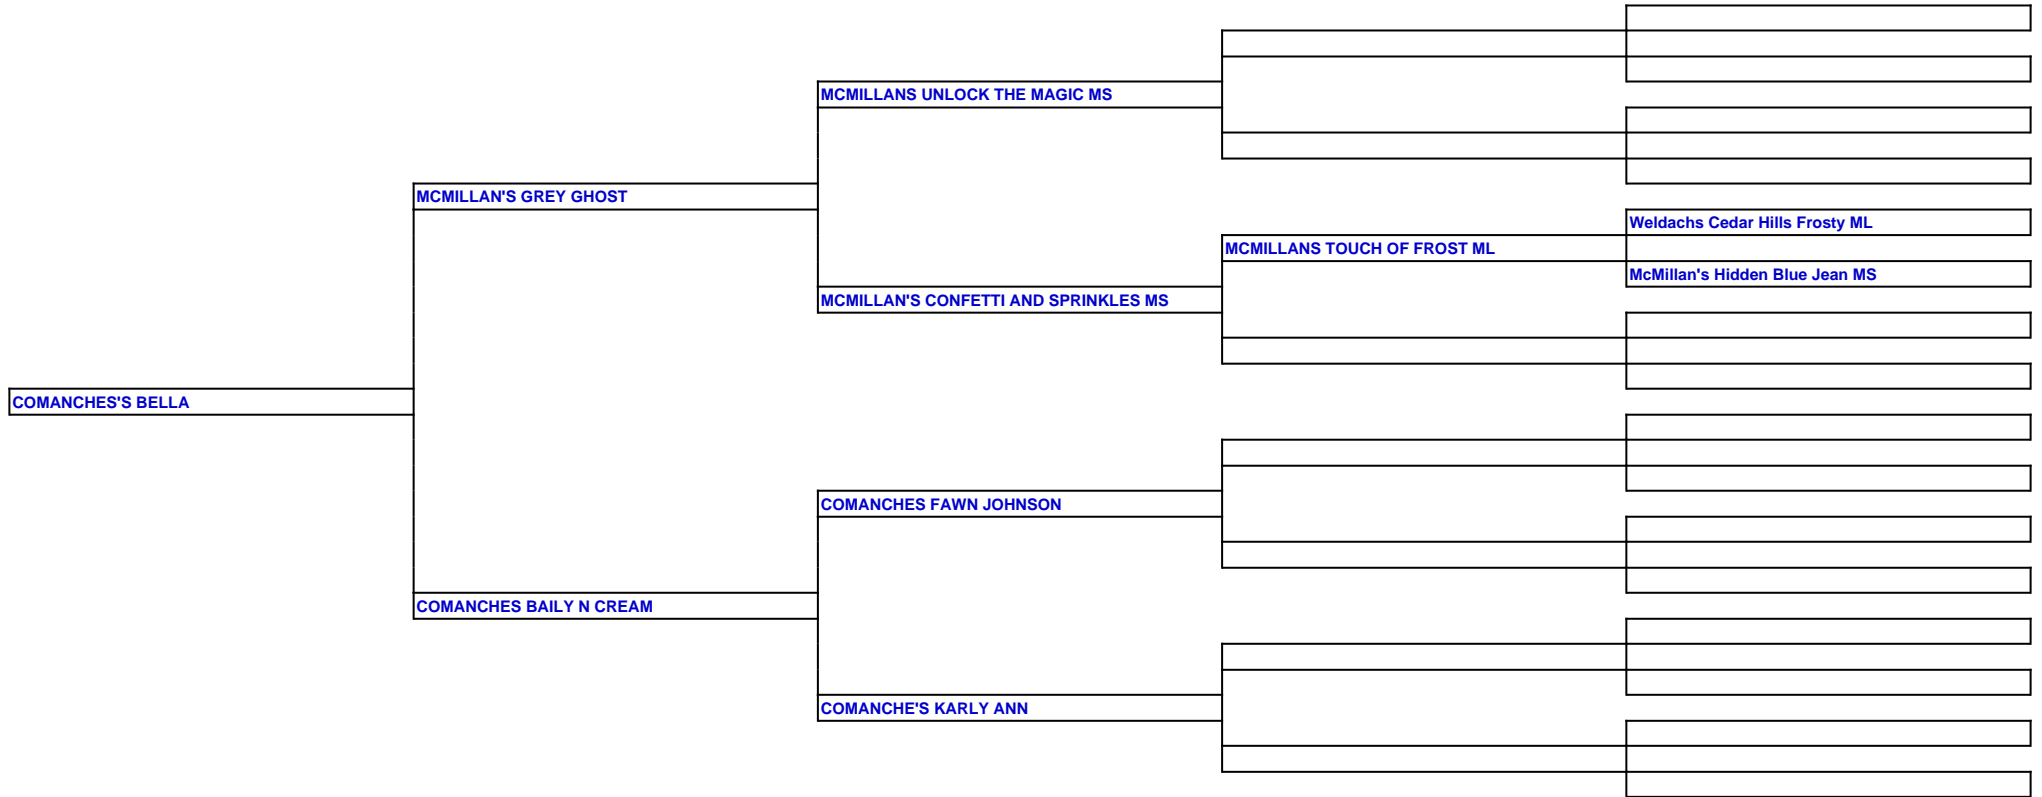 MCMILLANS UNLOCK THE MAGIC MS
MCMILLAN'S GREY GHOST
Weldachs Cedar Hills Frosty ML
MCMILLANS TOUCH OF FROST ML
McMillan's Hidden Blue Jean MS
MCMILLAN'S CONFETTI AND SPRINKLES MS
COMANCHES'S BELLA
COMANCHES FAWN JOHNSON
COMANCHES BAILY N CREAM
COMANCHE'S KARLY ANN